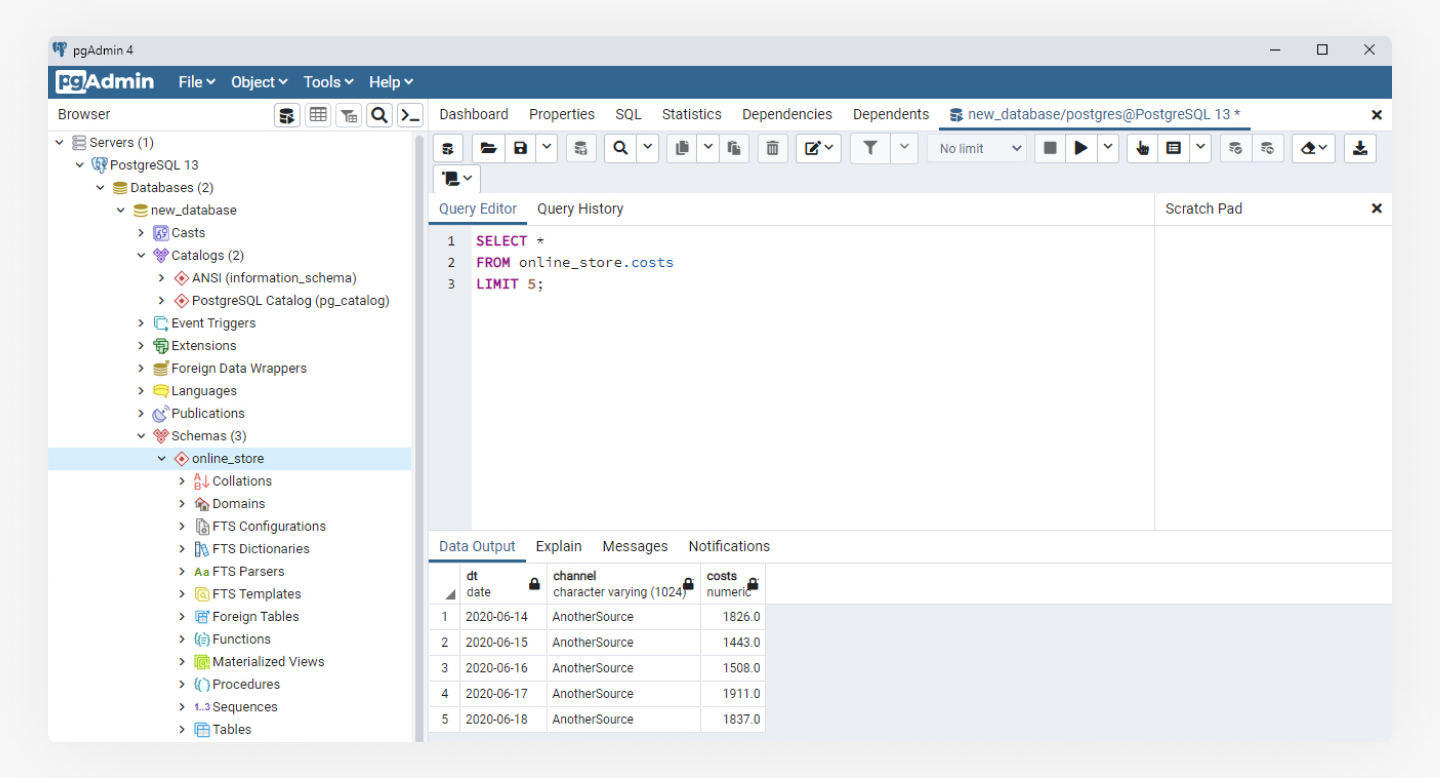 pgAdmin 4
pgAdmin File Object Tools Help
Browser
Dashboard Properties SQL Statistics Dependencies Dependents new_database/postgres@PostgreSQL 13 *
Servers (1)
PostgreSQL 13
Databases (2)
new_database
Casts
Catalogs (2)
ANSI (information_schema)
PostgreSQL Catalog (pg_catalog)
Event Triggers
Extensions
Foreign Data Wrappers
Languages
Publications
Schemas (3)
online_store
Collations
Domains
FTS Configurations
FTS Dictionaries
Aa FTS Parsers
FTS Templates
Foreign Tables
Functions
Materialized Views
Procedures
1..3 Sequences
Tables
No limit
Query Editor Query History
Scratch Pad
1 SELECT *
2 FROM online_store.costs
3 LIMIT 5;
Data Output Explain Messages Notifications
dt channel costs
date character varying (1024) numeric
1 2020-06-14 AnotherSource 1826.0
2 2020-06-15 AnotherSource 1443.0
3 2020-06-16 AnotherSource 1508.0
4 2020-06-17 AnotherSource 1911.0
5 2020-06-18 AnotherSource 1837.0